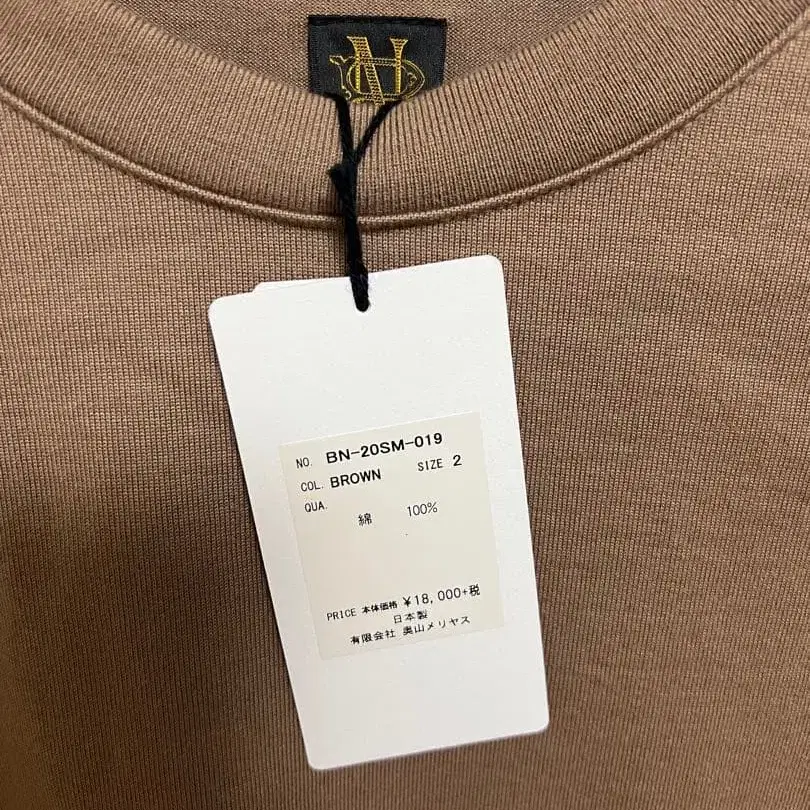 NO. BN-20SM-019
COL. BROWN SIZE 2
QUA.
綿 100%
PRICE 本体価格 ¥18,000+税
日本製
有限会社 奥山メリヤス